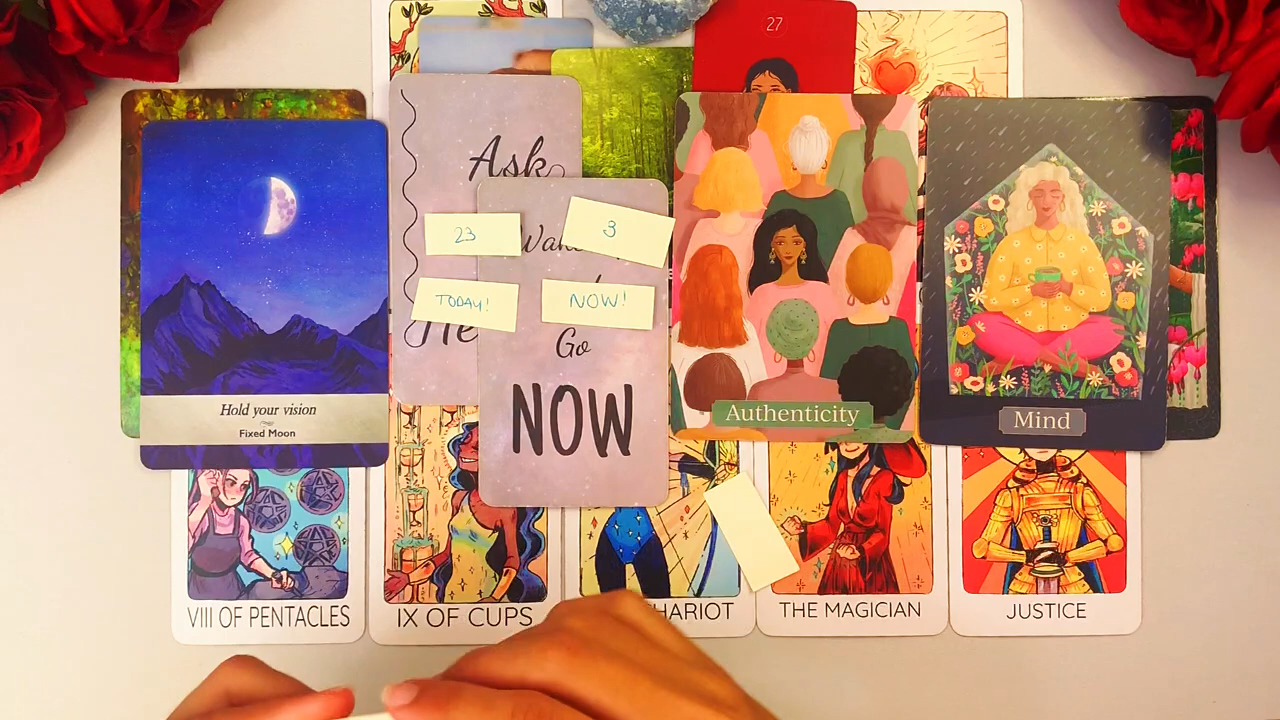 27
Ask
23
3
TODAY!
NOW!
He
Go
NOW
Hold your vision
Fixed Moon
Authenticity
Mind
VIII OF PENTACLES
IX OF CUPS
HARIOT
THE MAGICIAN
JUSTICE